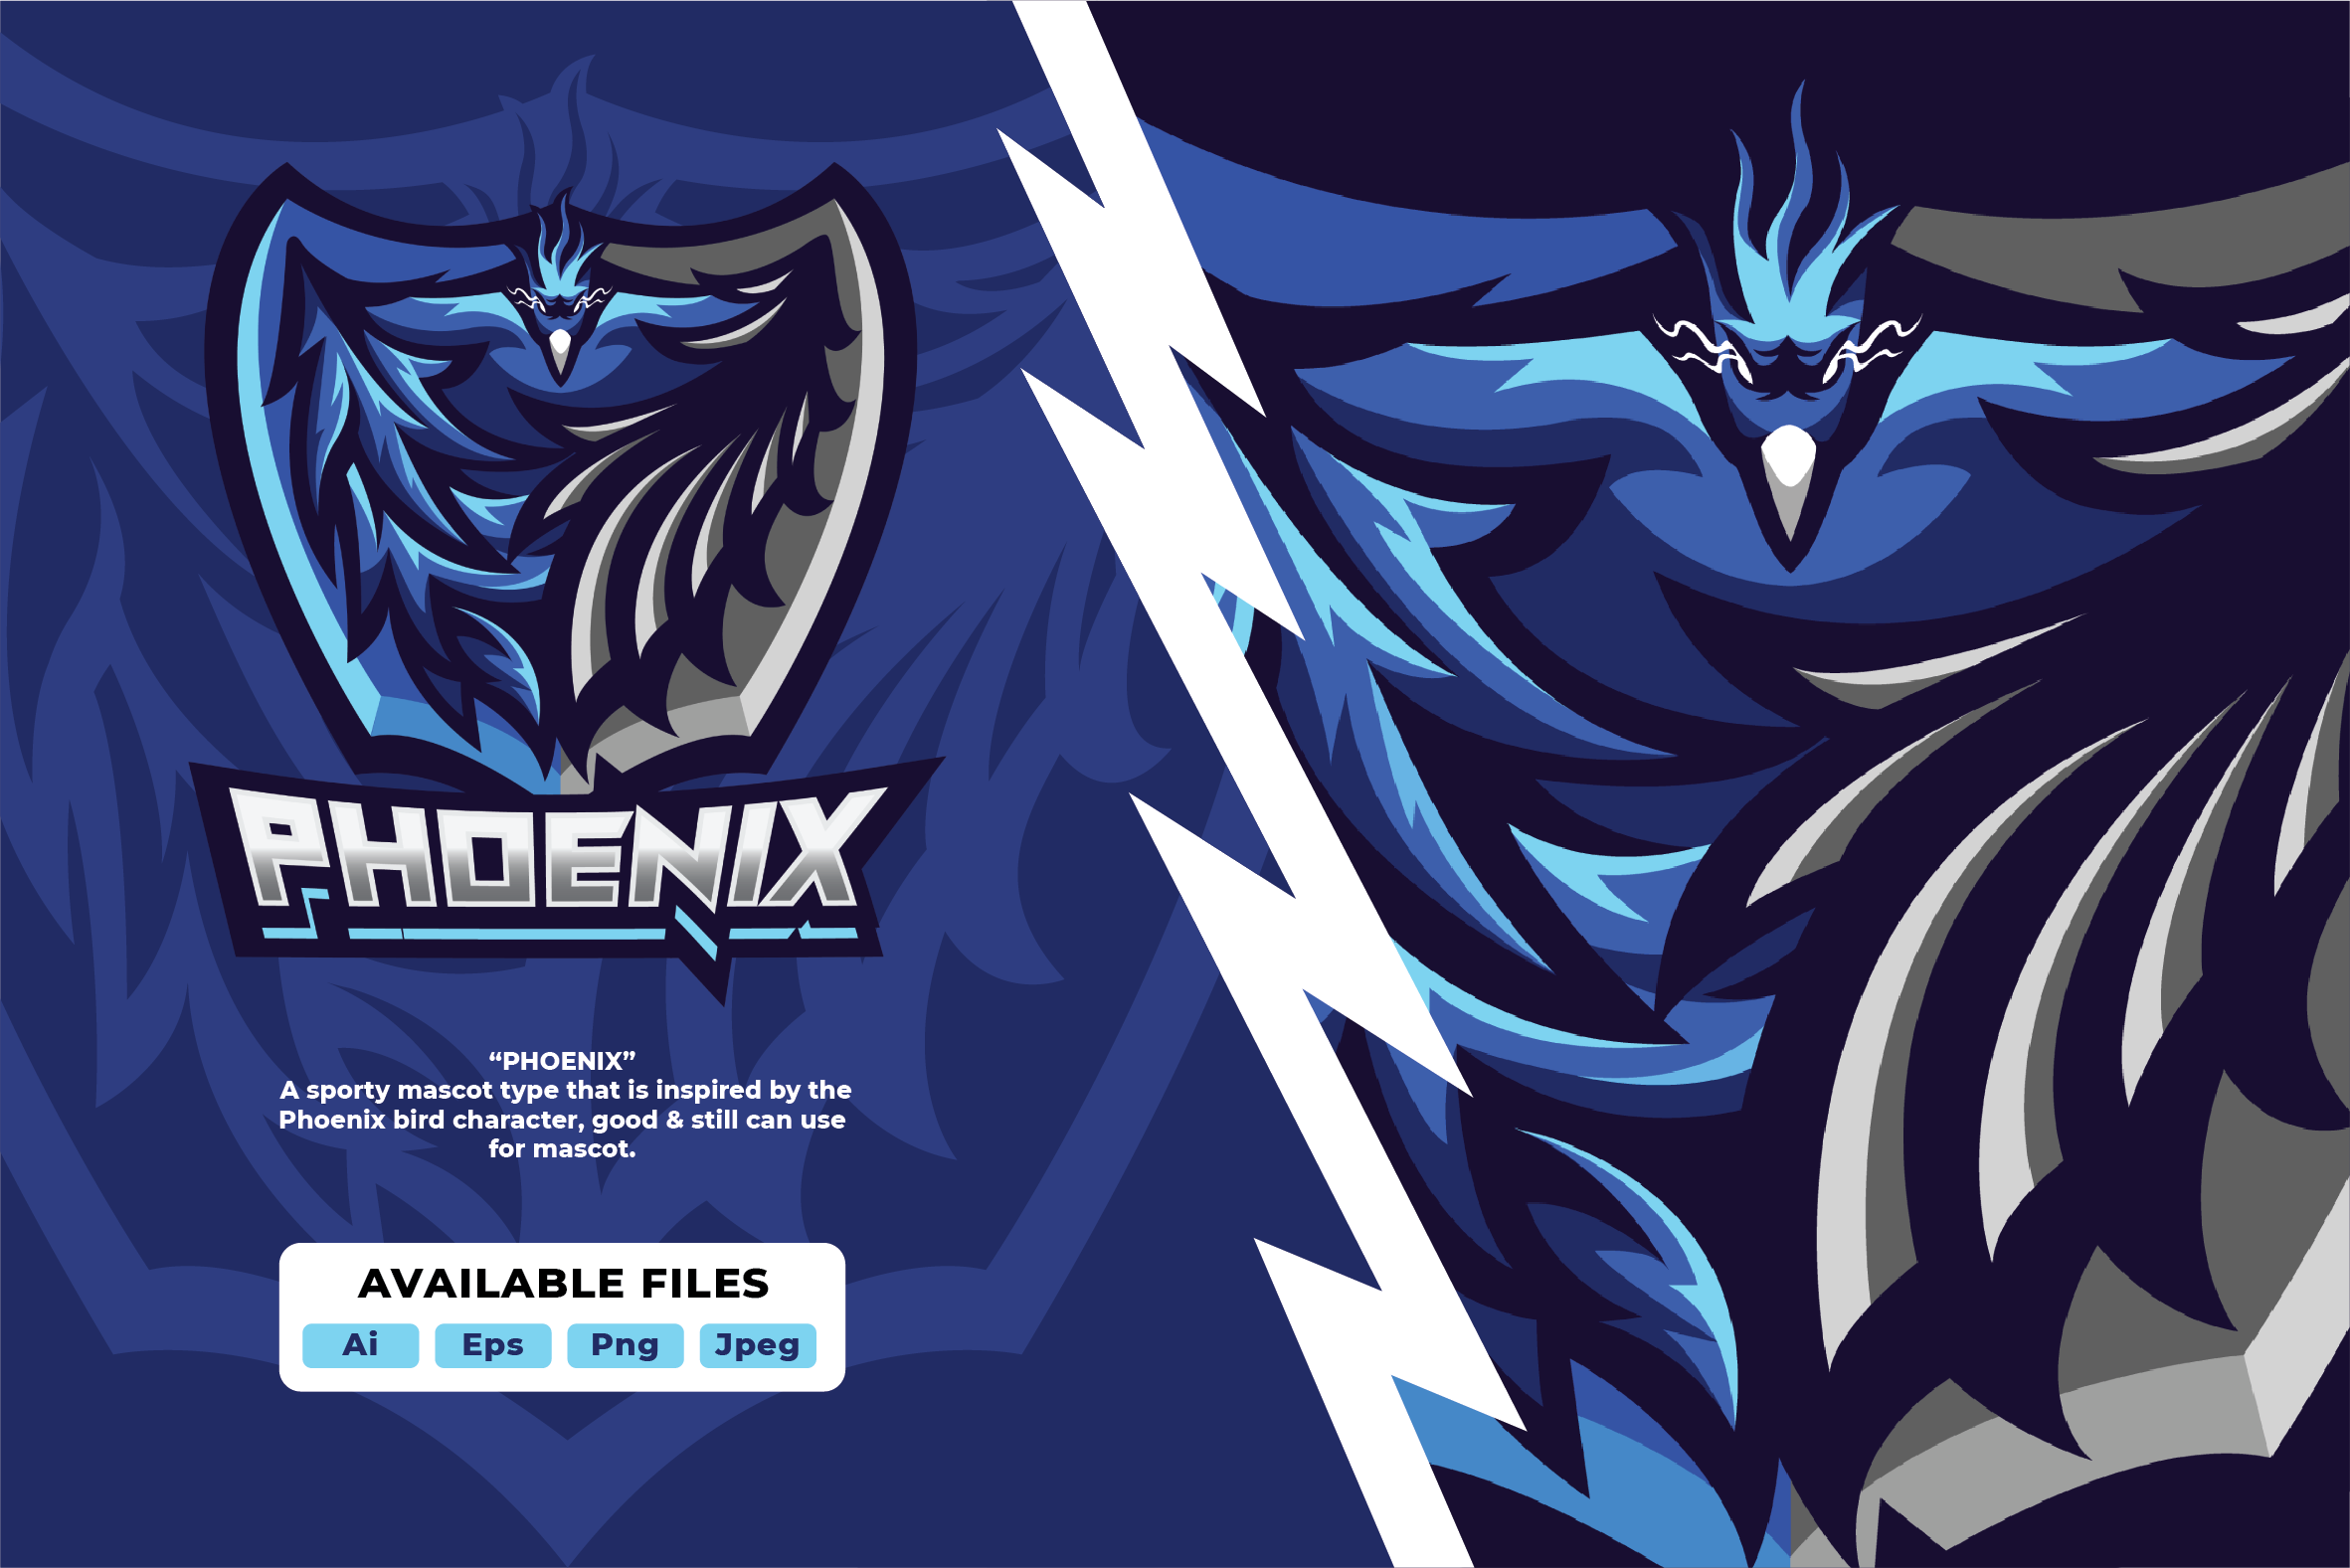 PHOENIX
“PHOENIX”
A sporty mascot type that is inspired by the
Phoenix bird character, good & still can use
for mascot.
AVAILABLE FILES
Ai Eps Png Jpeg